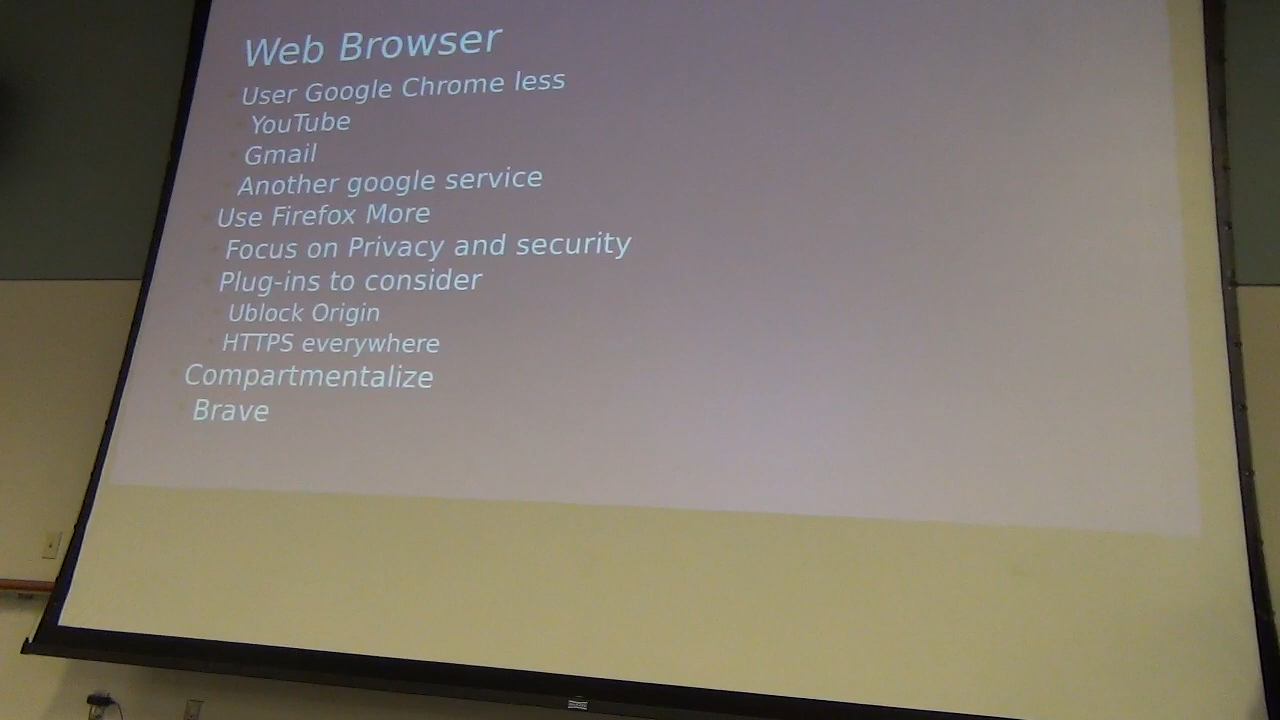 Web Browser
User Google Chrome less
YouTube
Gmail
Another google service
Use Firefox More
Focus on Privacy and security
Plug-ins to consider
Ublock Origin
HTTPS everywhere
Compartmentalize
Brave